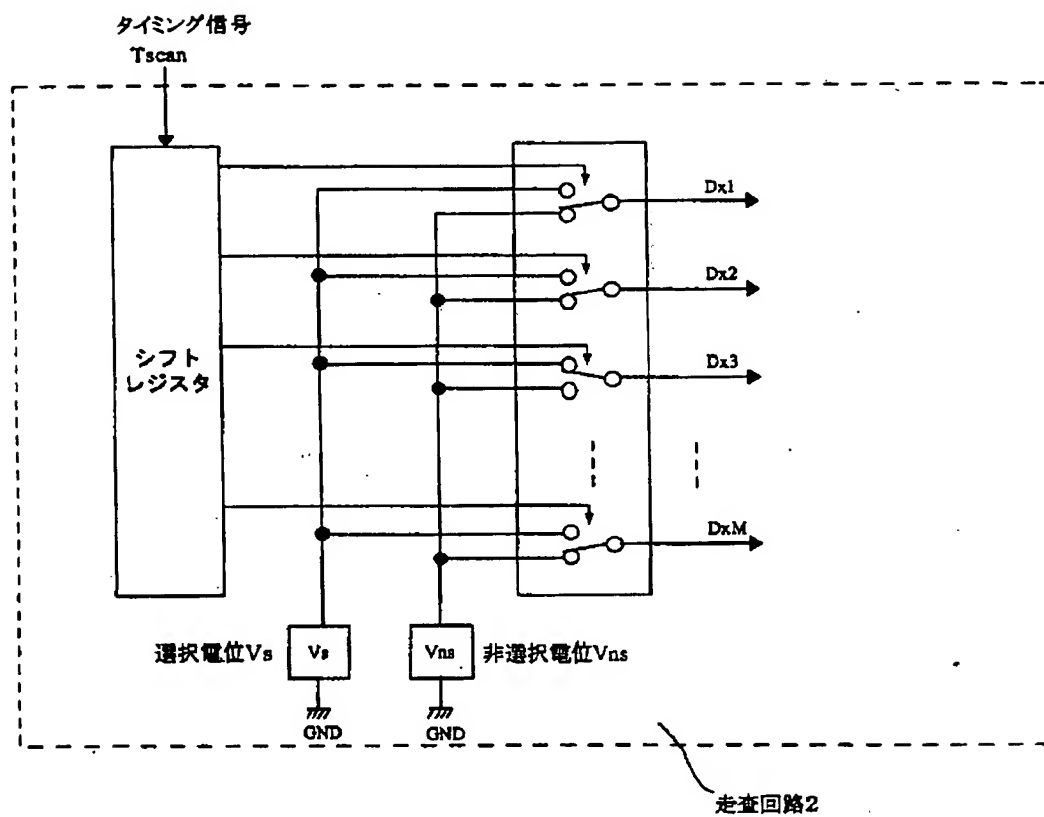 タイミング信号
Tscan
Dx1
Dx2
シフト
レジスタ
Dx3
DxM
選択電位Vs
Vs
Vns
非選択電位Vns
GND
GND
走査回路2